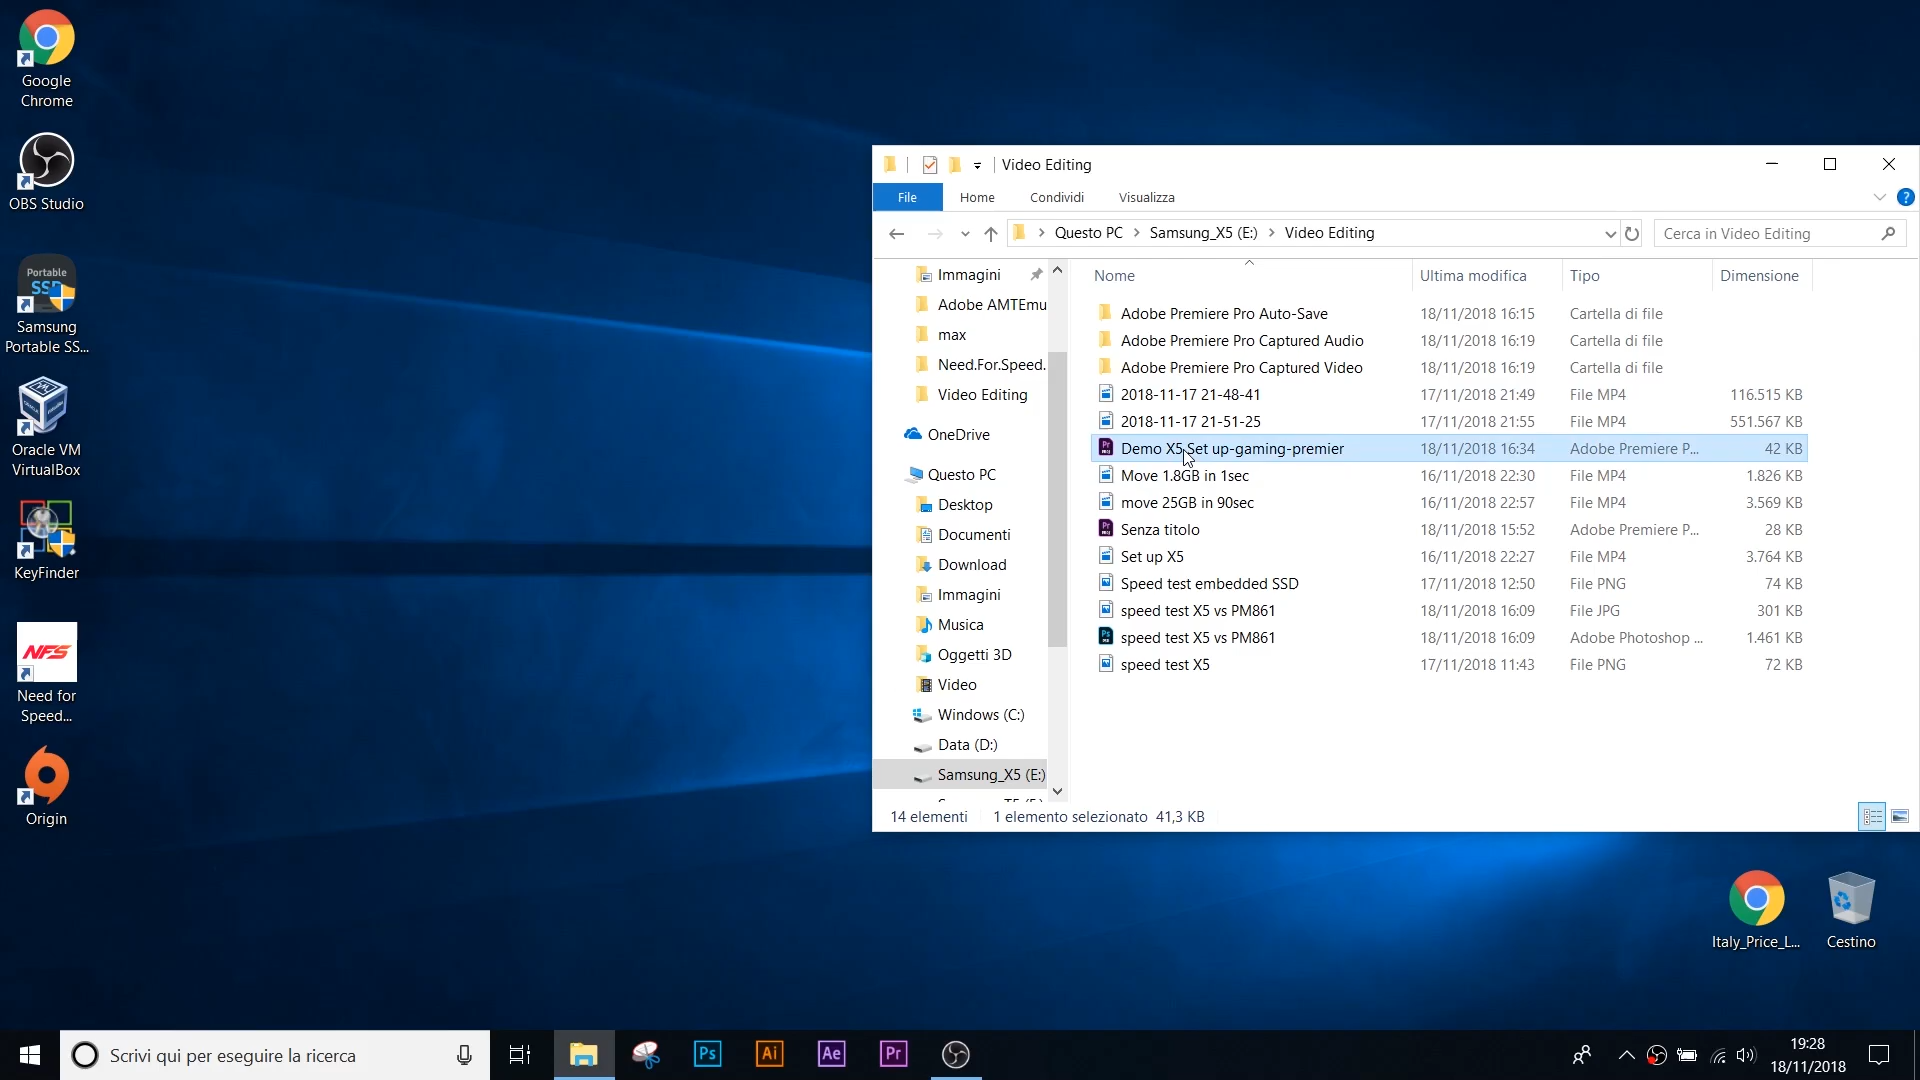 Google
Chrome
OBS Studio
Portable
SSD
Samsung
Portable SS...
Oracle VM
VirtualBox
KeyFinder
NFS
Need for
Speed...
Origin
Video Editing
File
Home
Condividi
Visualizza
?
Questo PC
Samsung_X5 (E:)
Video Editing
Cerca in Video Editing
Immagini
Adobe AMTEmu
max
Need.For.Speed.
Video Editing
OneDrive
Questo PC
Desktop
Documenti
Download
Immagini
Musica
Oggetti 3D
Video
Windows (C:)
Data (D:)
Samsung_X5 (E:)
Nome Ultima modifica Tipo Dimensione
Adobe Premiere Pro Auto-Save 18/11/2018 16:15 Cartella di file
Adobe Premiere Pro Captured Audio 18/11/2018 16:19 Cartella di file
Adobe Premiere Pro Captured Video 18/11/2018 16:19 Cartella di file
2018-11-17 21-48-41 17/11/2018 21:49 File MP4 116.515 KB
2018-11-17 21-51-25 17/11/2018 21:55 File MP4 551.567 KB
Demo X5 Set up-gaming-premier 18/11/2018 16:34 Adobe Premiere P... 42 KB
Move 1.8GB in 1sec 16/11/2018 22:30 File MP4 1.826 KB
move 25GB in 90sec 16/11/2018 22:57 File MP4 3.569 KB
Senza titolo 18/11/2018 15:52 Adobe Premiere P... 28 KB
Set up X5 16/11/2018 22:27 File MP4 3.764 KB
Speed test embedded SSD 17/11/2018 12:50 File PNG 74 KB
speed test X5 vs PM861 18/11/2018 16:09 File JPG 301 KB
speed test X5 vs PM861 18/11/2018 16:09 Adobe Photoshop ... 1.461 KB
speed test X5 17/11/2018 11:43 File PNG 72 KB
14 elementi 1 elemento selezionato 41,3 KB
Italy_Price_L...
Cestino
Scrivi qui per eseguire la ricerca
Ps
Ai
Ae
Pr
19:28
18/11/2018